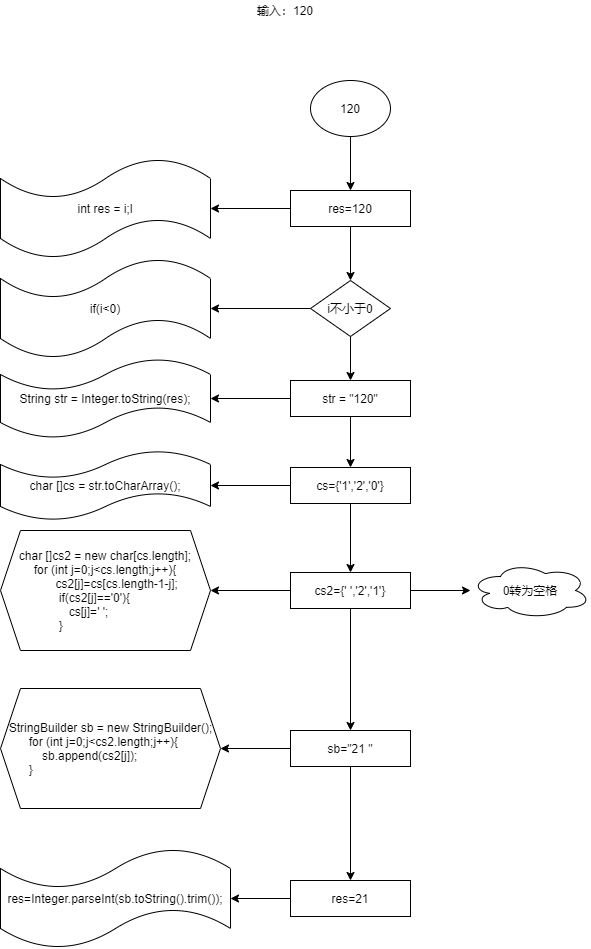 输入：120
120
int res = i;l
res=120
if(i<0)
i不小于0
String str = Integer.toString(res);
str = "120"
char []cs = str.toCharArray();
cs={'1','2','0'}
char []cs2 = new char[cs.length];
for (int j=0;j<cs.length;j++){
cs2[j]=cs[cs.length-1-j];
if(cs2[j]=='0'){
cs[j]=' ';
}
cs2={' ','2','1'}
0转为空格
StringBuilder sb = new StringBuilder();
for (int j=0;j<cs2.length;j++){
sb.append(cs2[j]);
}
sb="21 "
res=Integer.parseInt(sb.toString().trim());
res=21